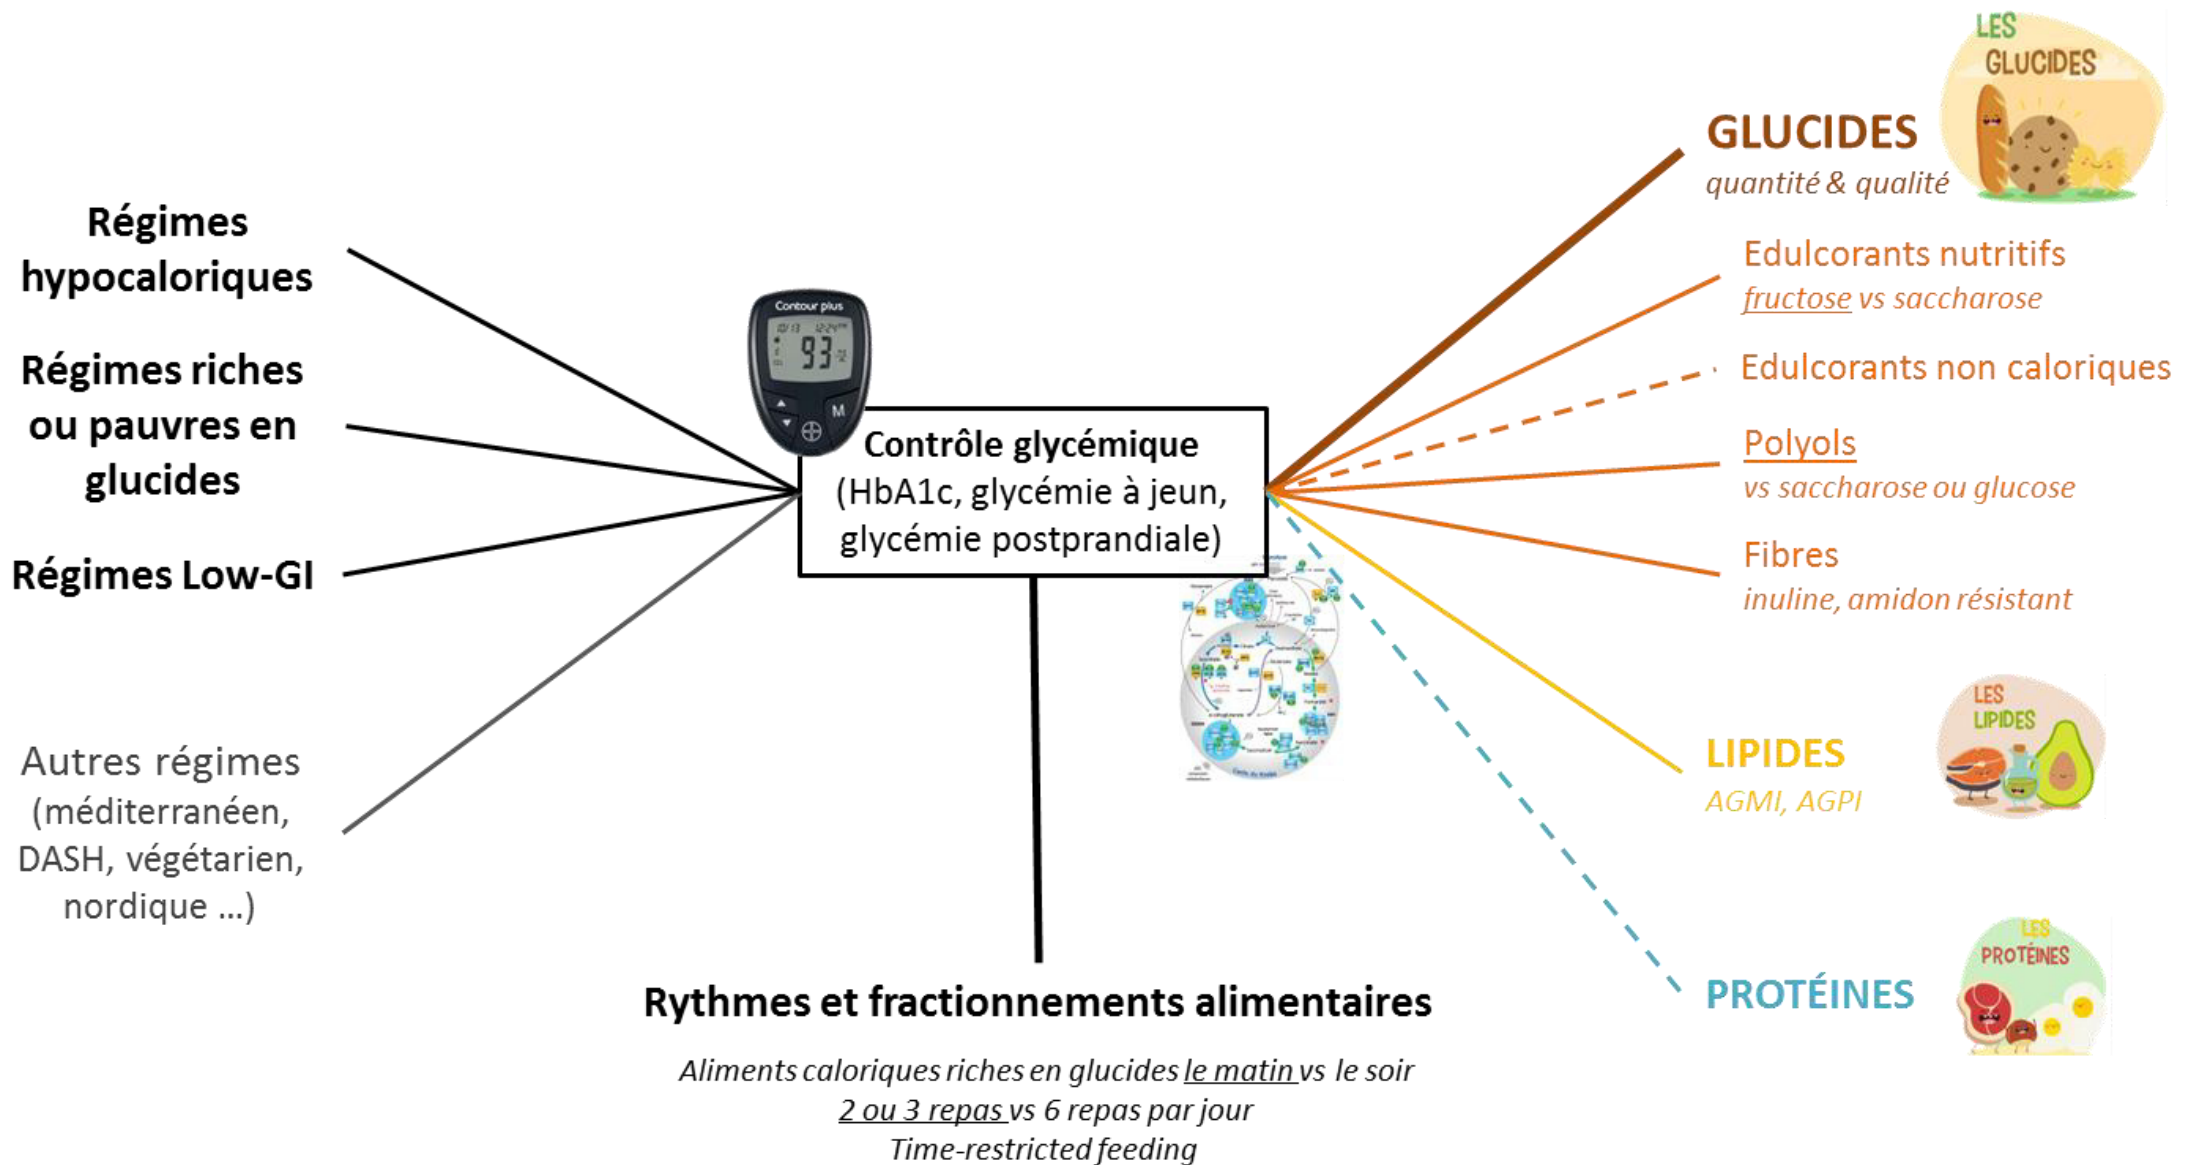 Régimes
hypocaloriques
Régimes riches
ou pauvres en
glucides
Régimes Low-GI
Autres régimes
(méditerranéen,
DASH, végétarien,
nordique ...)
Contour plus
10/13 12:24
93
M
Contrôle glycémique
(HbA1c, glycémie à jeun,
glycémie postprandiale)
Rythmes et fractionnements alimentaires
Aliments caloriques riches en glucides le matin vs le soir
2 ou 3 repas vs 6 repas par jour
Time-restricted feeding
GLUCIDES
quantité & qualité
LES
GLUCIDES
Edulcorants nutritifs
fructose vs saccharose
Edulcorants non caloriques
Polyols
vs saccharose ou glucose
Fibres
inuline, amidon résistant
LIPIDES
AGMI, AGPI
LES
LIPIDES
PROTÉINES
LES
PROTÉINES